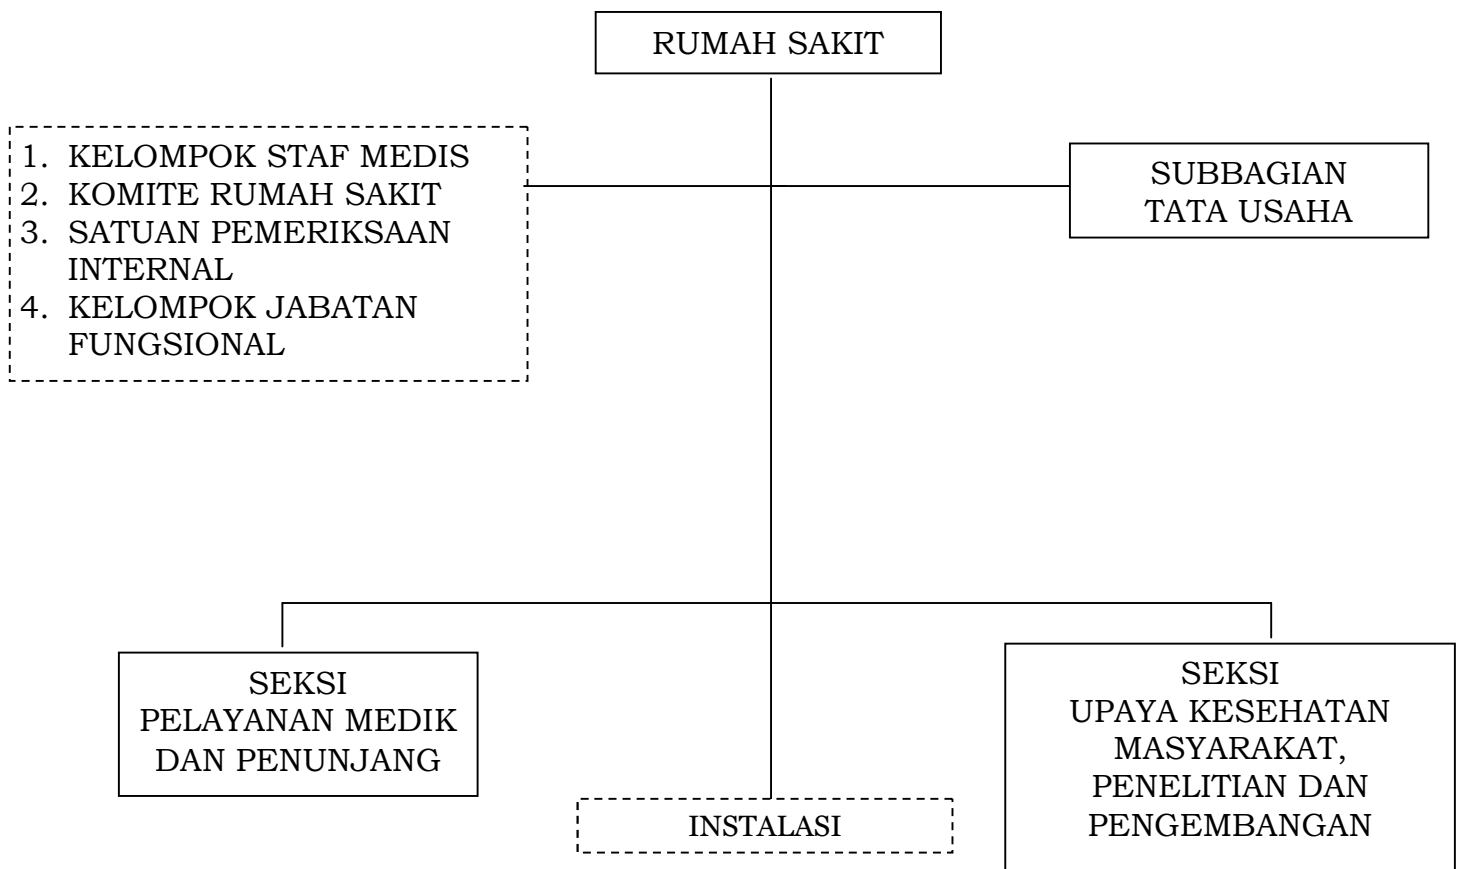 RUMAH SAKIT
1. KELOMPOK STAF MEDIS
2. KOMITE RUMAH SAKIT
3. SATUAN PEMERIKSAAN
INTERNAL
4. KELOMPOK JABATAN
FUNGSIONAL
SUBBAGIAN
TATA USAHA
SEKSI
PELAYANAN MEDIK
DAN PENUNJANG
INSTALASI
SEKSI
UPAYA KESEHATAN
MASYARAKAT,
PENELITIAN DAN
PENGEMBANGAN